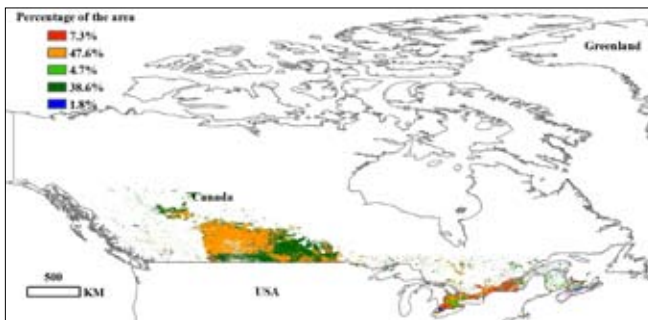 Percentage of the area
7.3%
47.6%
4.7%
38.6%
1.8%
Greenland
Canada
500
KM
USA